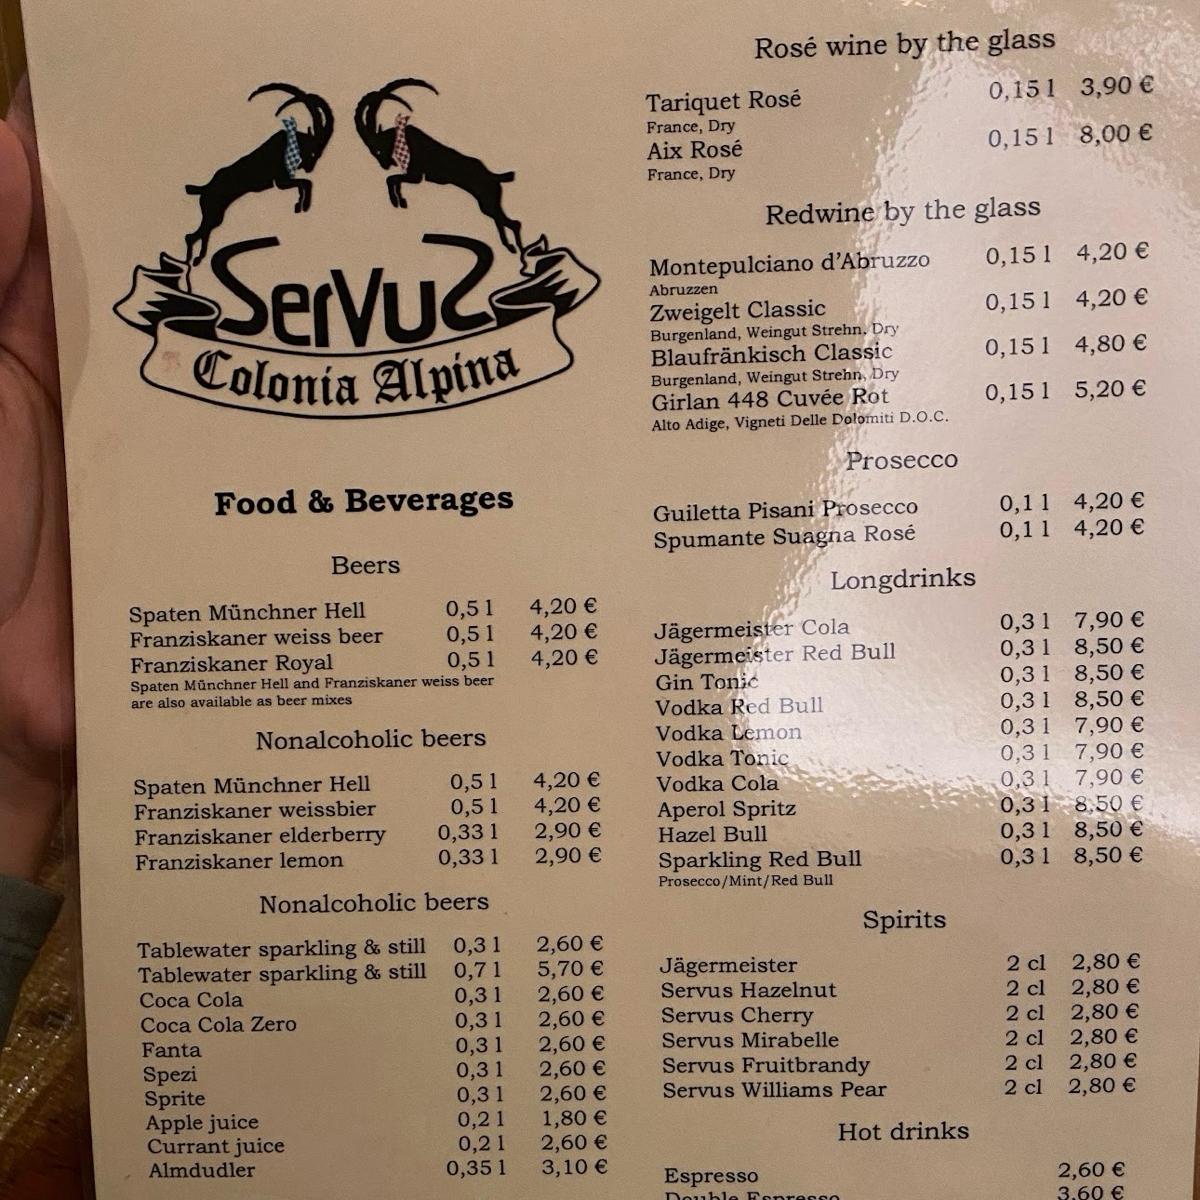 SerVuS
Colonia Alpina
Food & Beverages
Beers
Spaten Münchner Hell 0,5 l 4,20 €
Franziskaner weiss beer 0,5 l 4,20 €
Franziskaner Royal 0,5 l 4,20 €
Spaten Münchner Hell and Franziskaner weiss beer
are also available as beer mixes
Nonalcoholic beers
Spaten Münchner Hell 0,5 l 4,20 €
Franziskaner weissbier 0,5 l 4,20 €
Franziskaner elderberry 0,33 l 2,90 €
Franziskaner lemon 0,33 l 2,90 €
Nonalcoholic beers
Tablewater sparkling & still 0,3 l 2,60 €
Tablewater sparkling & still 0,7 l 5,70 €
Coca Cola 0,3 l 2,60 €
Coca Cola Zero 0,3 l 2,60 €
Fanta 0,3 l 2,60 €
Spezi 0,3 l 2,60 €
Sprite 0,3 l 2,60 €
Apple juice 0,2 l 1,80 €
Currant juice 0,2 l 2,60 €
Almdudler 0,35 l 3,10 €
Rosé wine by the glass
Tariquet Rosé 0,15 l 3,90 €
France, Dry
Aix Rosé 0,15 l 8,00 €
France, Dry
Redwine by the glass
Montepulciano d'Abruzzo 0,15 l 4,20 €
Abruzzen
Zweigelt Classic 0,15 l 4,20 €
Burgenland, Weingut Strehn, Dry
Blaufränkisch Classic 0,15 l 4,80 €
Burgenland, Weingut Strehn, Dry
Girlan 448 Cuvée Rot 0,15 l 5,20 €
Alto Adige, Vigneti Delle Dolomiti D.O.C.
Prosecco
Guiletta Pisani Prosecco 0,1 l 4,20 €
Spumante Suagna Rosé 0,1 l 4,20 €
Longdrinks
Jägermeister Cola 0,3 l 7,90 €
Jägermeister Red Bull 0,3 l 8,50 €
Gin Tonic 0,3 l 8,50 €
Vodka Red Bull 0,3 l 8,50 €
Vodka Lemon 0,3 l 7,90 €
Vodka Tonic 0,3 l 7,90 €
Vodka Cola 0,3 l 7,90 €
Aperol Spritz 0,3 l 8,50 €
Hazel Bull 0,3 l 8,50 €
Sparkling Red Bull 0,3 l 8,50 €
Prosecco/Mint/Red Bull
Spirits
Jägermeister 2 cl 2,80 €
Servus Hazelnut 2 cl 2,80 €
Servus Cherry 2 cl 2,80 €
Servus Mirabelle 2 cl 2,80 €
Servus Fruitbrandy 2 cl 2,80 €
Servus Williams Pear 2 cl 2,80 €
Hot drinks
Espresso 2,60 €
Double Espresso 3,60 €